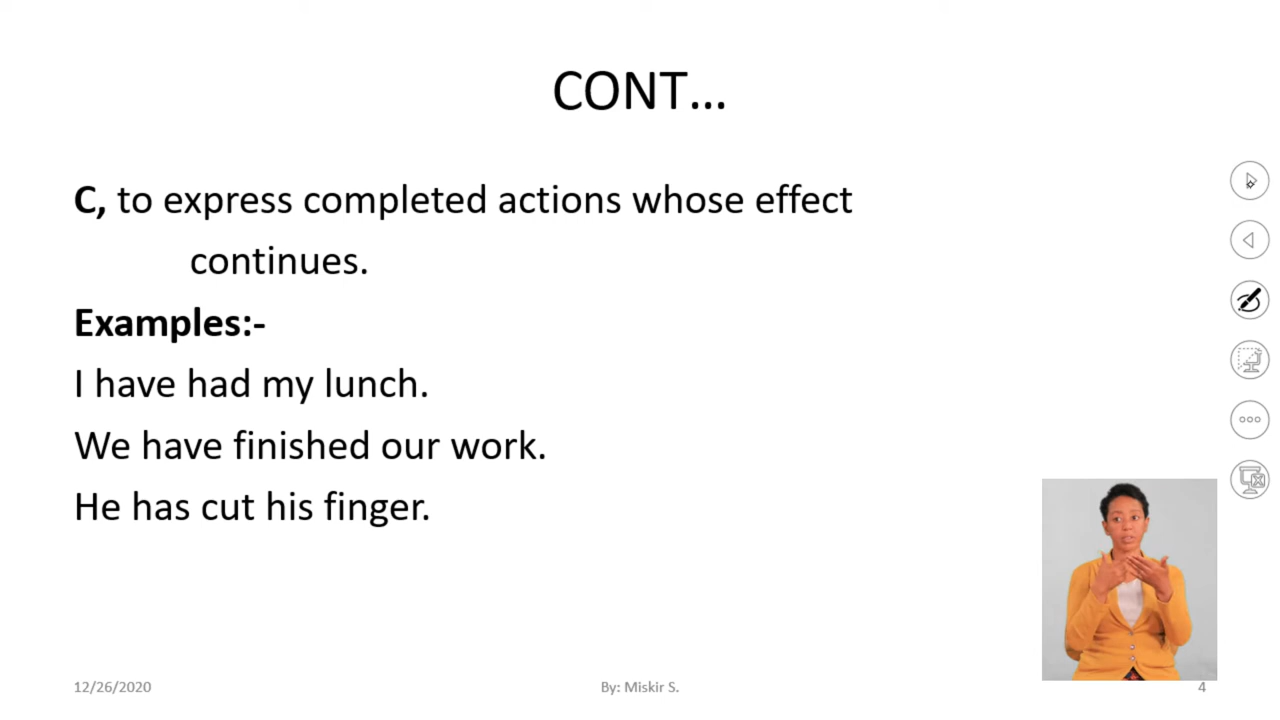 CONT...
C, to express completed actions whose effect
continues.
Examples:-
I have had my lunch.
We have finished our work.
He has cut his finger.
12/26/2020
By: Miskir S.
4